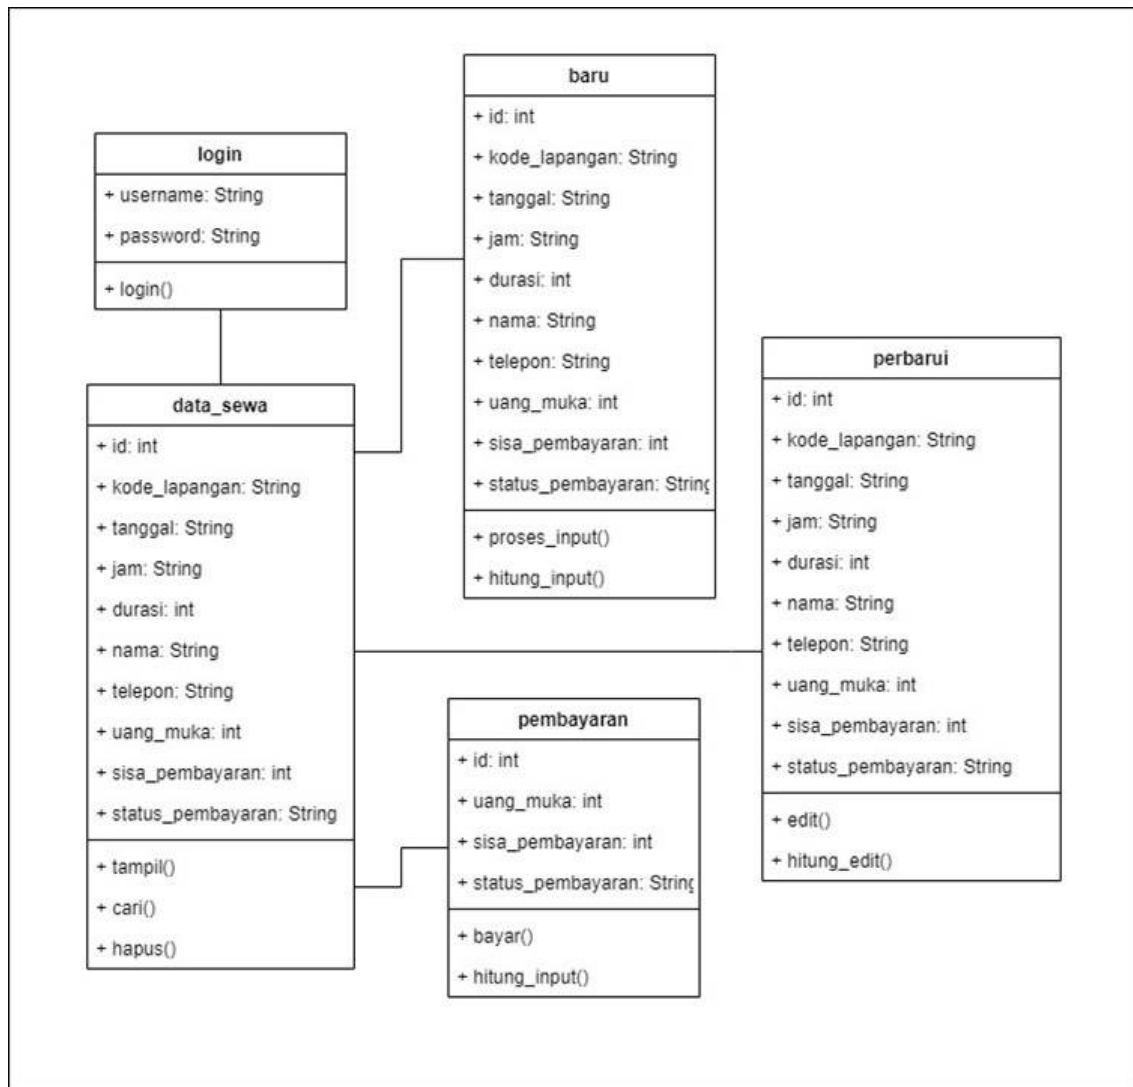 login
+ username: String
+ password: String
+ login()
data_sewa
+ id: int
+ kode_lapangan: String
+ tanggal: String
+ jam: String
+ durasi: int
+ nama: String
+ telepon: String
+ uang_muka: int
+ sisa_pembayaran: int
+ status_pembayaran: String
+ tampil()
+ cari()
+ hapus()
baru
+ id: int
+ kode_lapangan: String
+ tanggal: String
+ jam: String
+ durasi: int
+ nama: String
+ telepon: String
+ uang_muka: int
+ sisa_pembayaran: int
+ status_pembayaran: String
+ proses_input()
+ hitung_input()
pembayaran
+ id: int
+ uang_muka: int
+ sisa_pembayaran: int
+ status_pembayaran: String
+ bayar()
+ hitung_input()
perbarui
+ id: int
+ kode_lapangan: String
+ tanggal: String
+ jam: String
+ durasi: int
+ nama: String
+ telepon: String
+ uang_muka: int
+ sisa_pembayaran: int
+ status_pembayaran: String
+ edit()
+ hitung_edit()